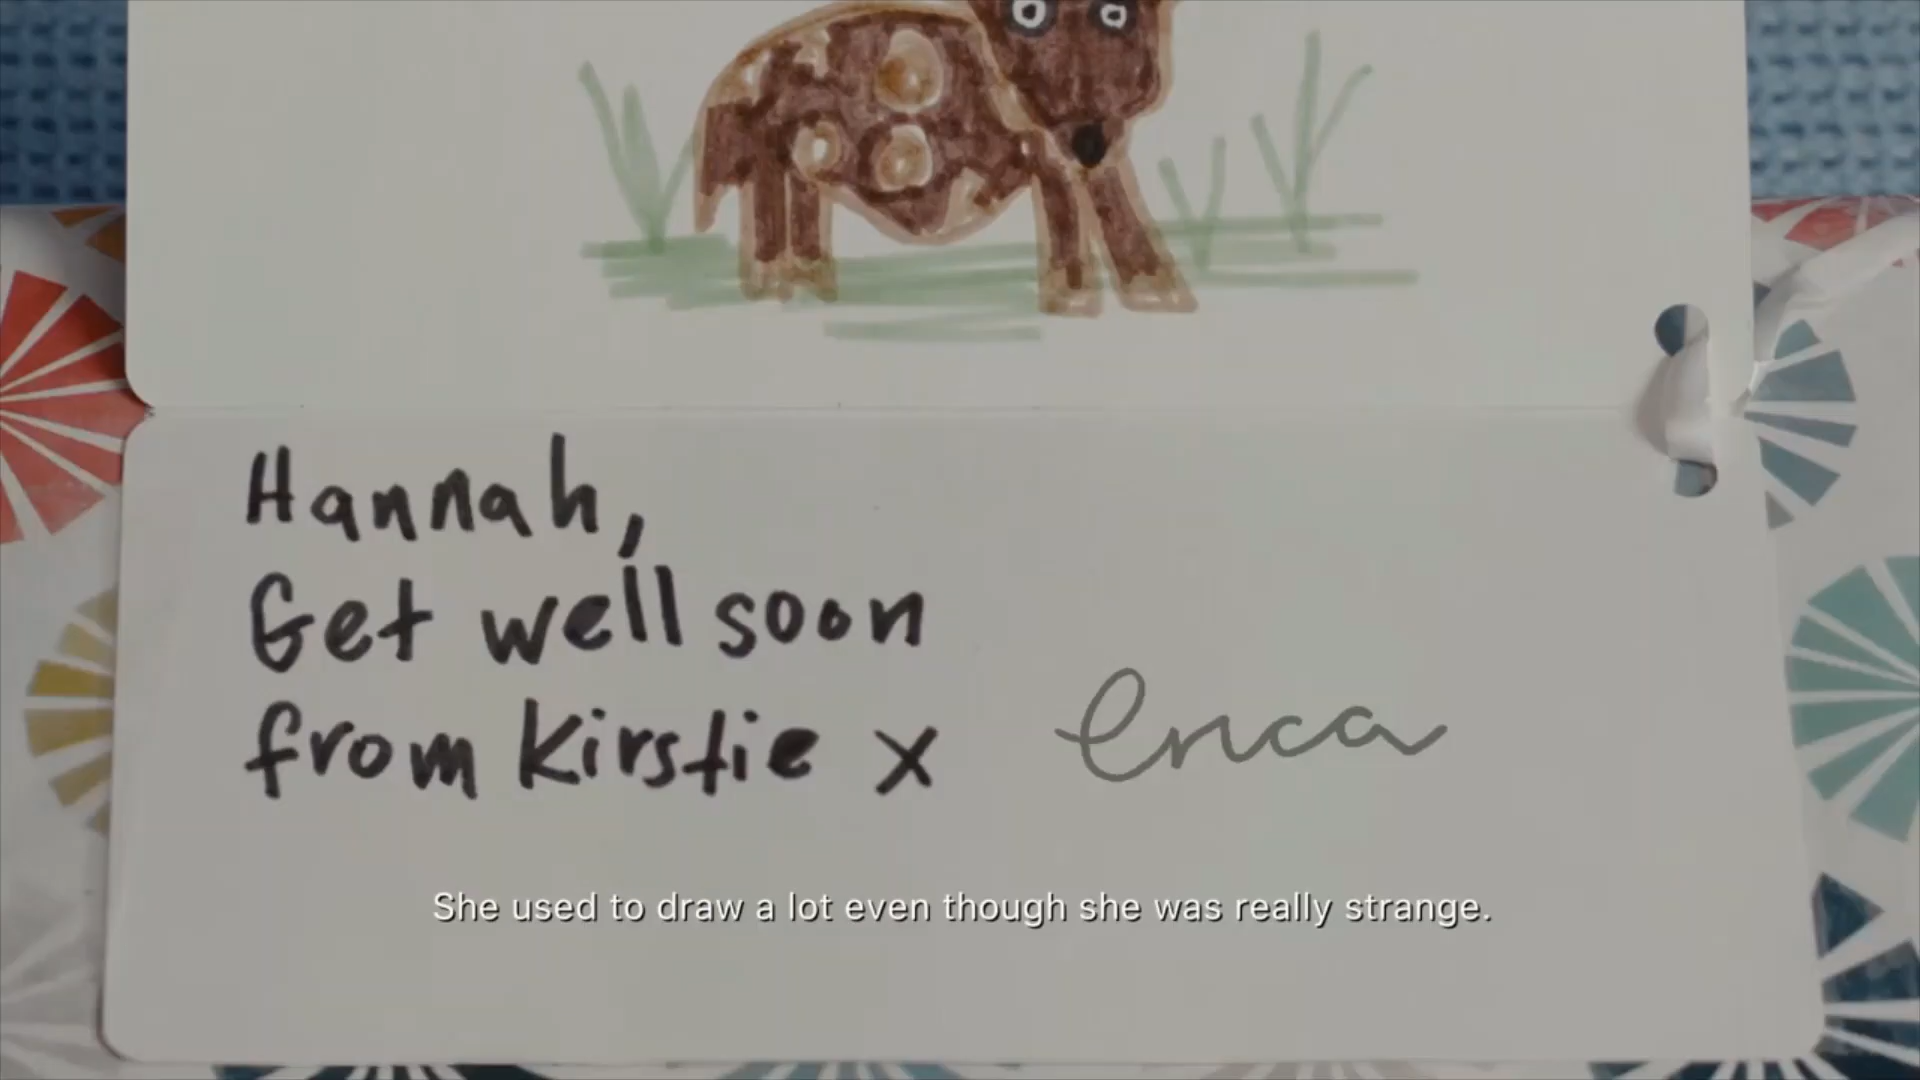 Hannah,
Get well soon
from Kirstie x
erica
She used to draw a lot even though she was really strange.